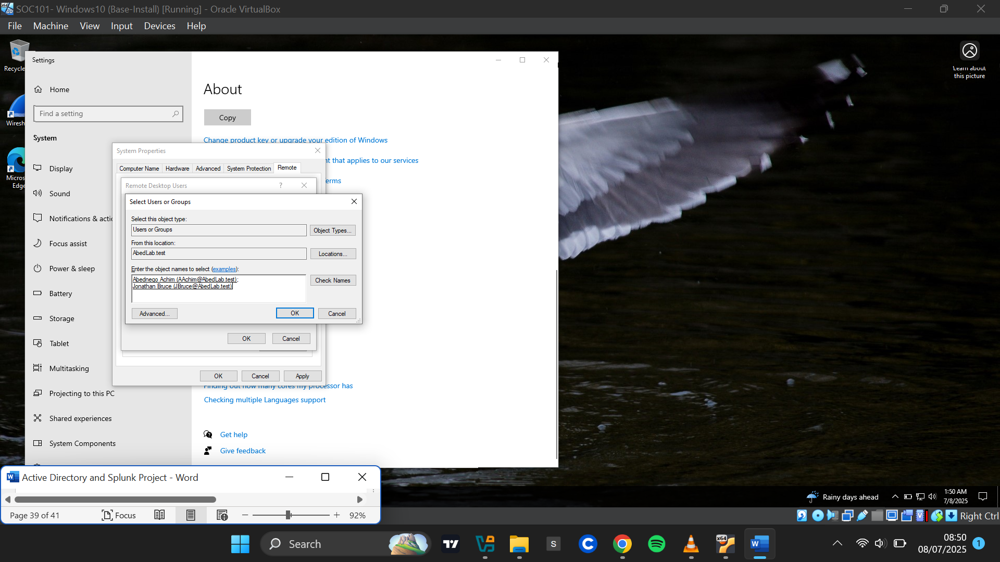 SOC101- Windows10 (Base-Install) [Running] - Oracle VirtualBox
File Machine View Input Devices Help
Recycle
Wiresh
Micros
Edge
Learn about
this picture
Settings
Home
Find a setting
System
Display
Sound
Notifications & actio
Focus assist
Power & sleep
Battery
Storage
Tablet
Multitasking
Projecting to this PC
Shared experiences
System Components
About
Copy
Change product key or upgrade your edition of Windows
nt that applies to our services
erms
Finding out how many cores my processor has
Checking multiple Languages support
Get help
Give feedback
System Properties
Computer Name Hardware Advanced System Protection Remote
Remote Desktop Users ?
Select Users or Groups
Select this object type:
Users or Groups
Object Types...
From this location:
AbedLab.test
Locations...
Enter the object names to select (examples):
Abednego Achim (AAchim@AbedLab.test);
Jonathan Bruce (JBruce@AbedLab.test)
Check Names
Advanced...
OK Cancel
OK Cancel
OK Cancel Apply
Active Directory and Splunk Project - Word
Page 39 of 41 Focus 92%
Rainy days ahead
1:50 AM
7/8/2025
Right Ctrl
Search
S
x64
08:50
08/07/2025
1